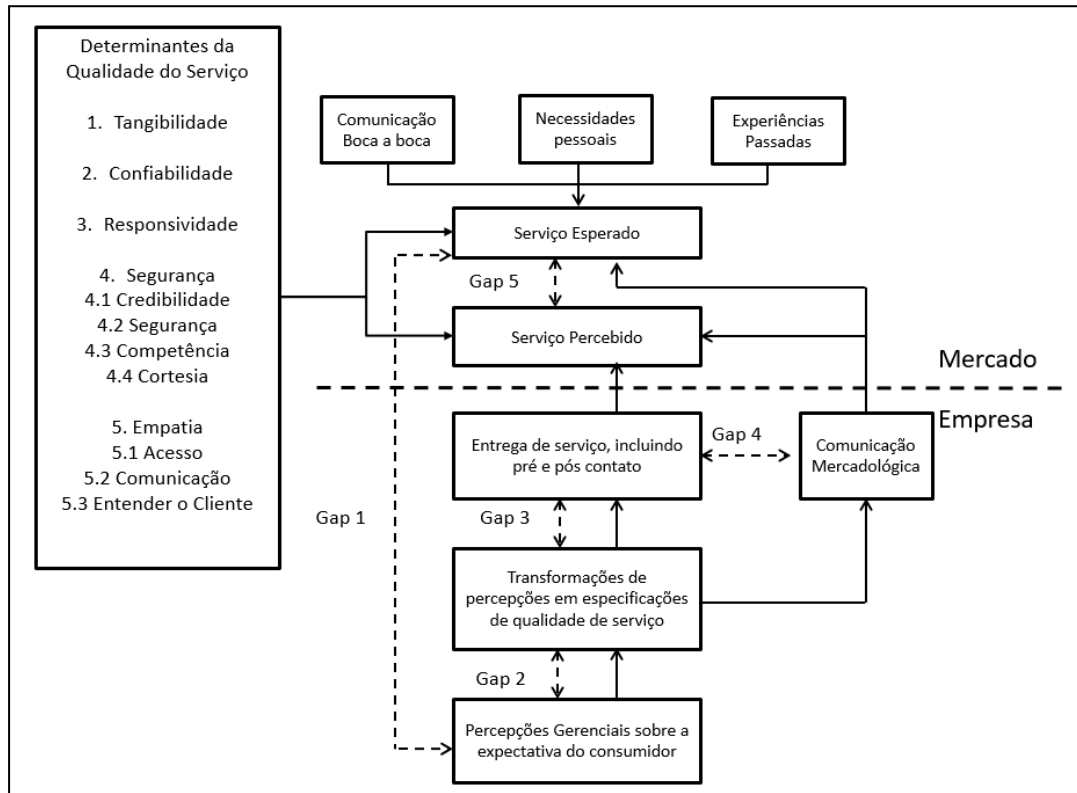 Determinantes da
Qualidade do Serviço
1. Tangibilidade
2. Confiabilidade
3. Responsividade
4. Segurança
4.1 Credibilidade
4.2 Segurança
4.3 Competência
4.4 Cortesia
5. Empatia
5.1 Acesso
5.2 Comunicação
5.3 Entender o Cliente
Comunicação
Boca a boca
Necessidades
pessoais
Experiências
Passadas
Serviço Esperado
Gap 5
Serviço Percebido
Mercado
Empresa
Entrega de serviço, incluindo
pré e pós contato
Gap 4
Comunicação
Mercadológica
Gap 1
Gap 3
Transformações de
percepções em especificações
de qualidade de serviço
Gap 2
Percepções Gerenciais sobre a
expectativa do consumidor